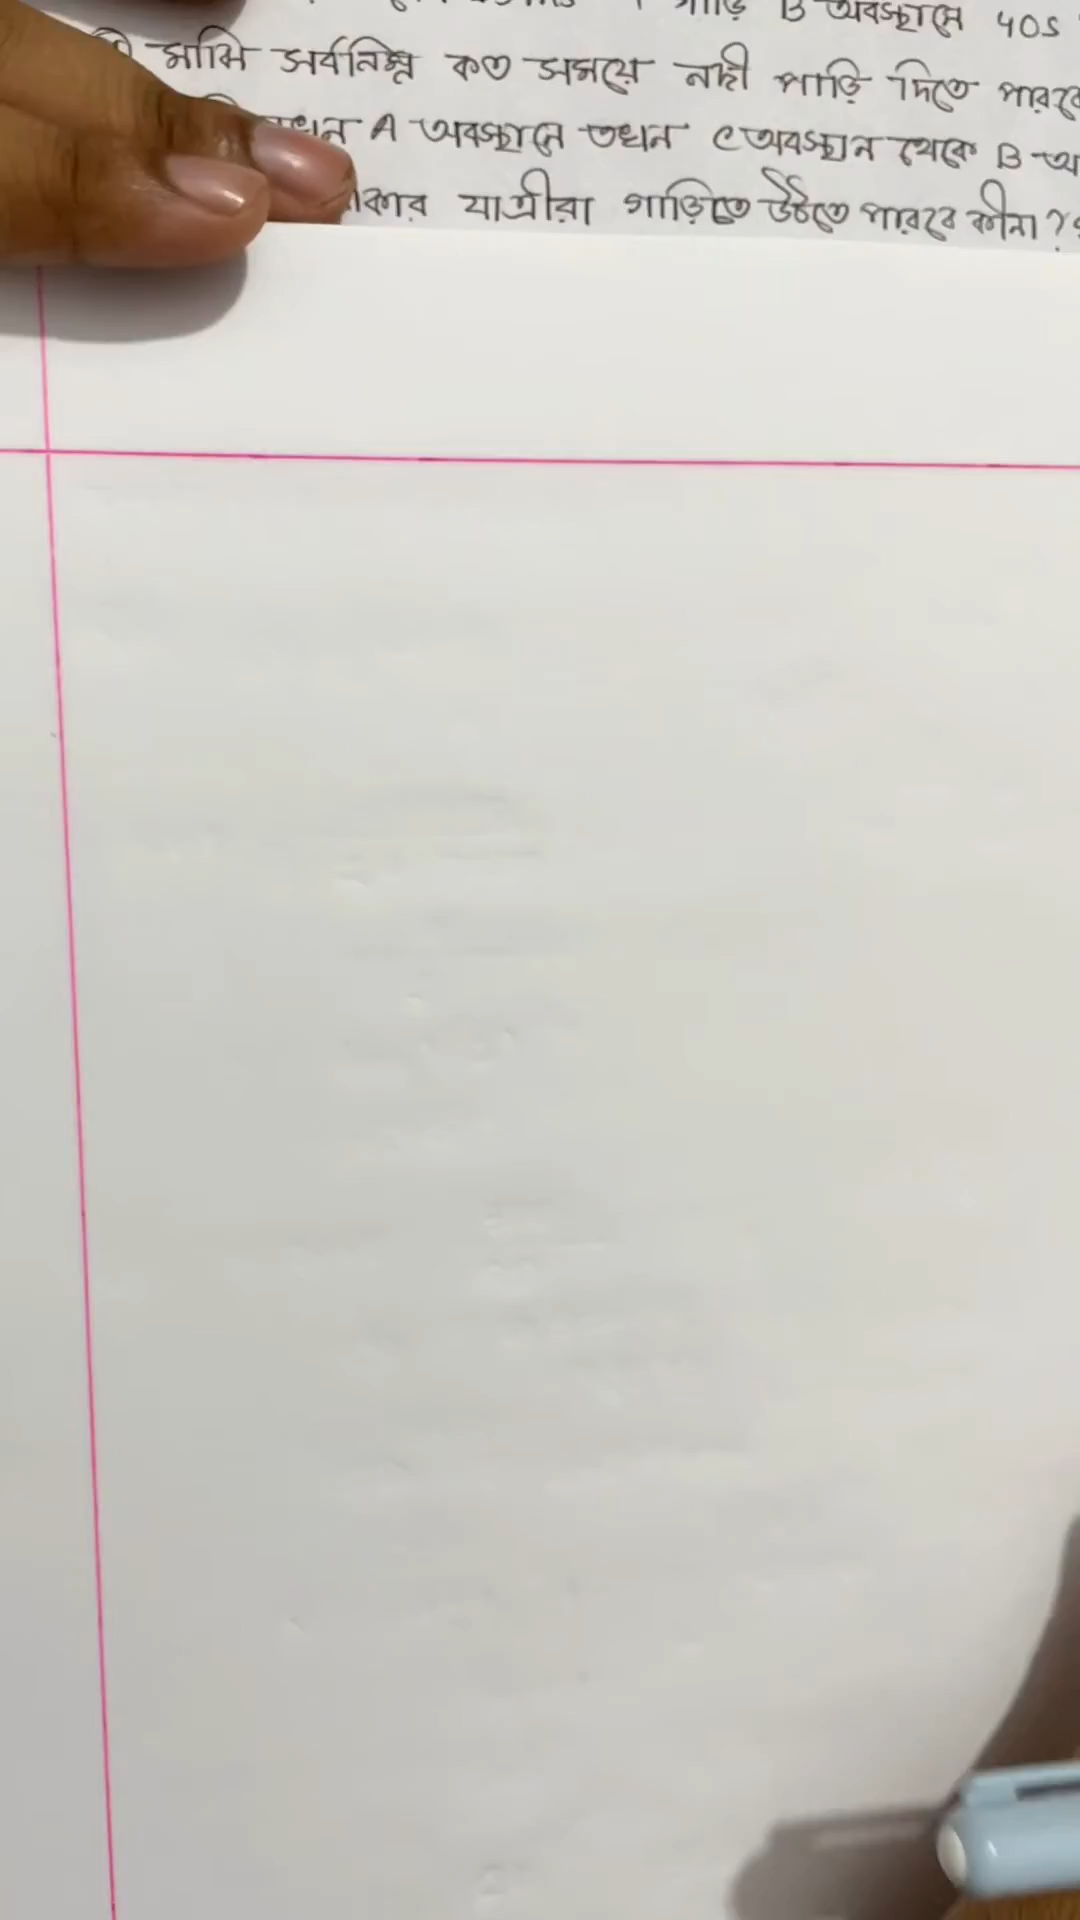 গাড়ি B অবস্থানে 40s
মাঝি সর্বনিম্ন কত সময়ে নদী পাড়ি দিতে পারবে
যখন A অবস্থানে তখন C অবস্থান থেকে B অ
যাত্রীরা গাড়িতে উঠতে পারবে কীনা?